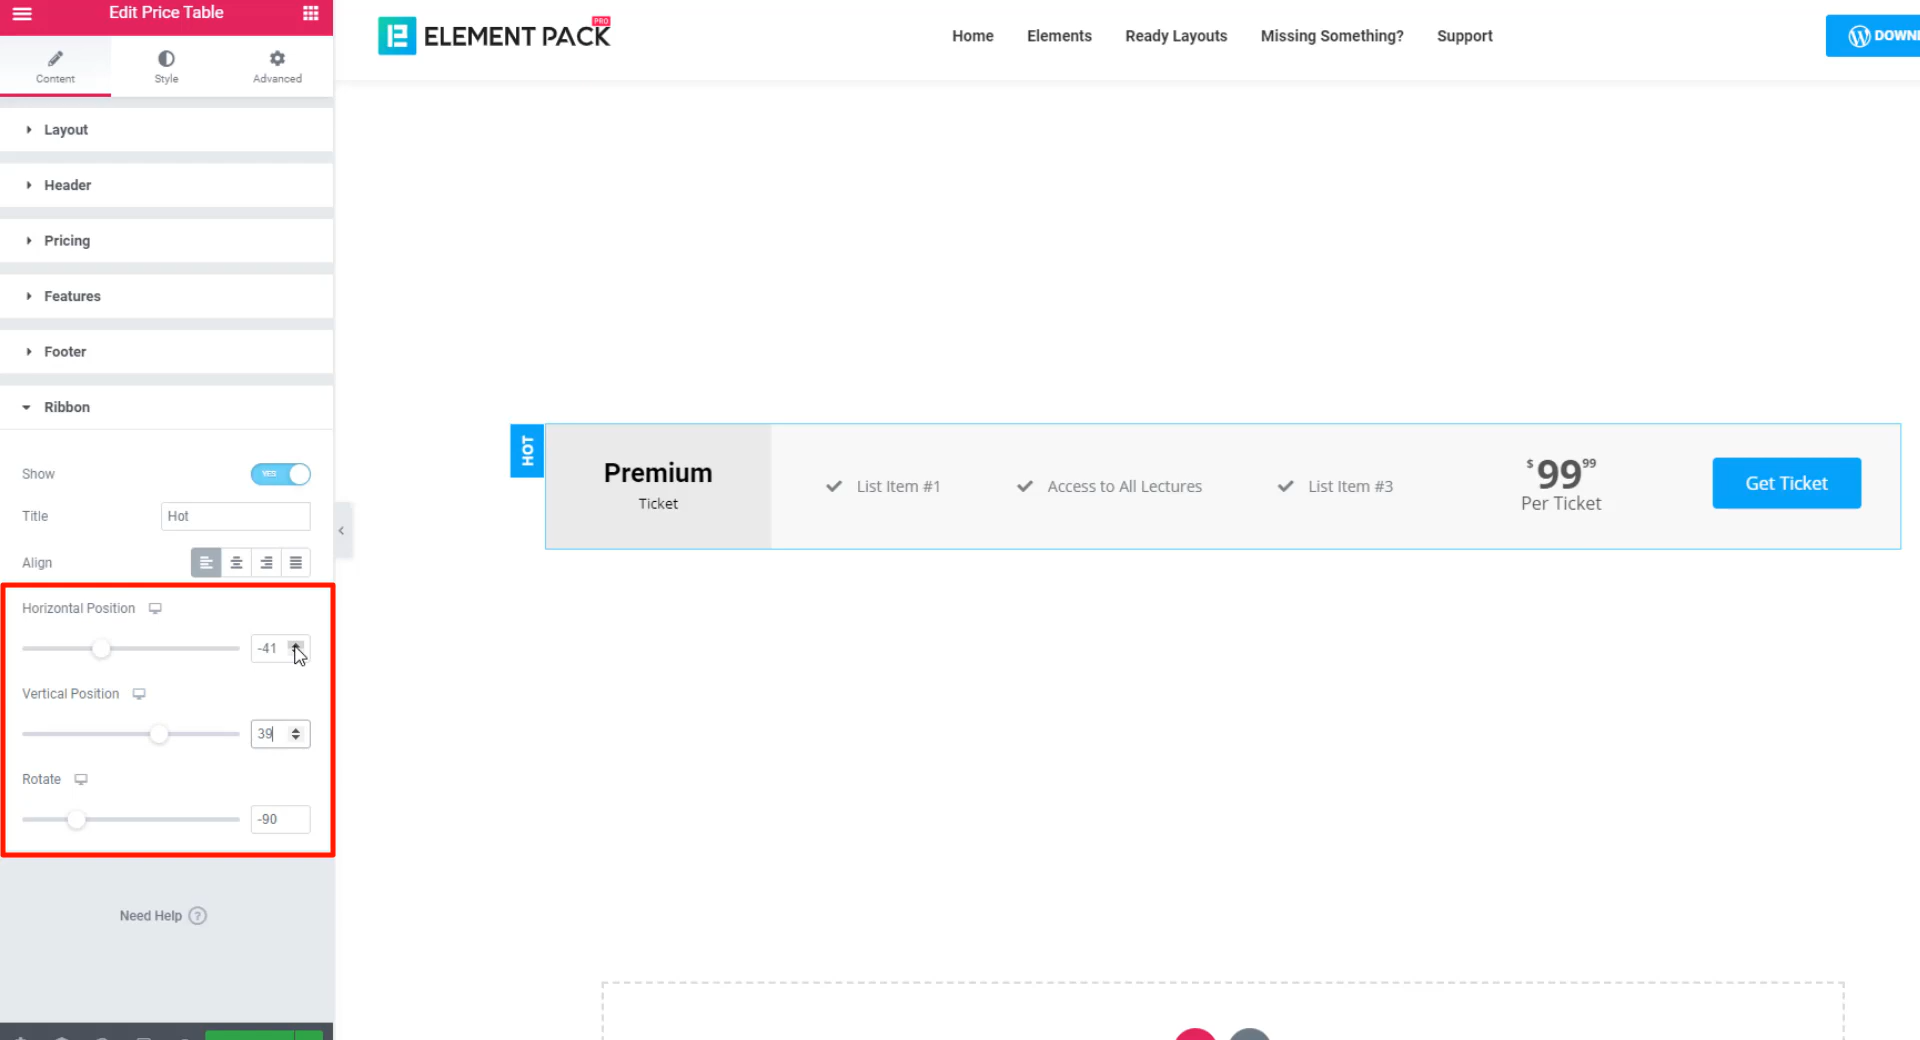 Edit Price Table
Content
Style
Advanced
Layout
Header
Pricing
Features
Footer
Ribbon
Show
YES
Title
Hot
Align
Horizontal Position
-41
Vertical Position
39
Rotate
-90
Need Help ?
ELEMENT PACK
PRO
Home
Elements
Ready Layouts
Missing Something?
Support
HOT
Premium
Ticket
List Item #1
Access to All Lectures
List Item #3
$99 99
Per Ticket
Get Ticket